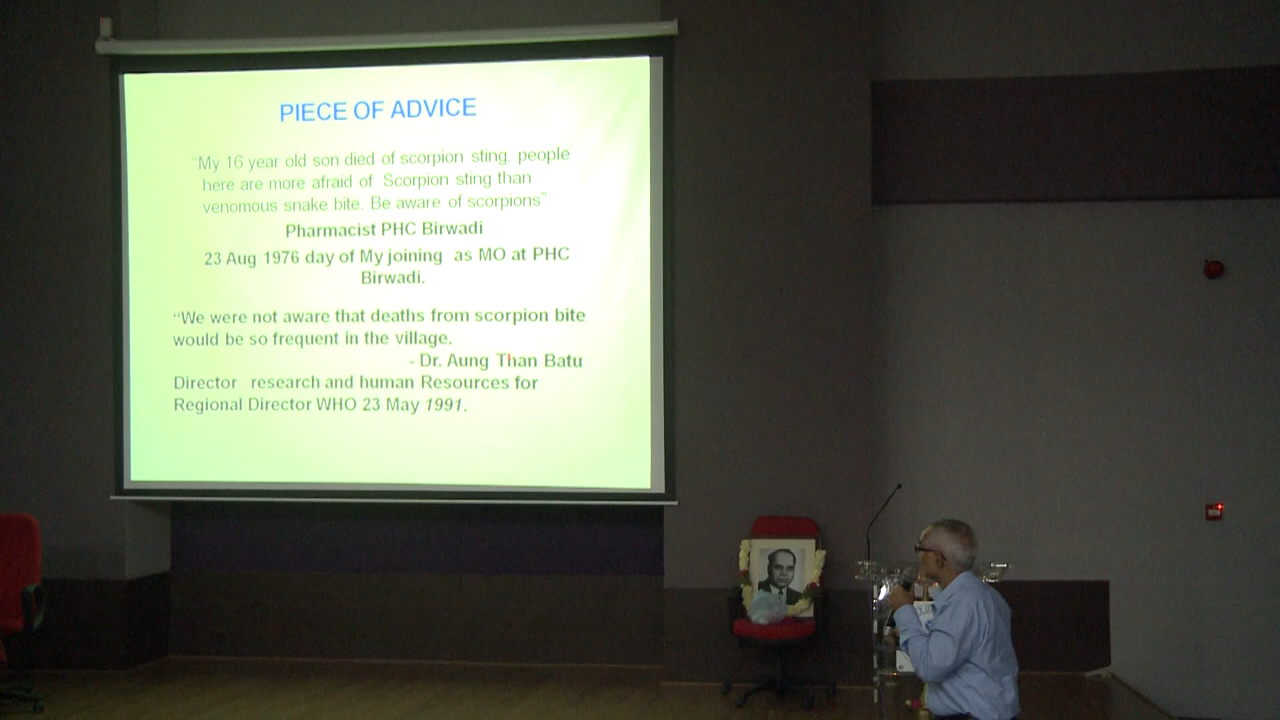 PIECE OF ADVICE
"My 16 year old son died of scorpion sting. people
here are more afraid of Scorpion sting than
venomous snake bite. Be aware of scorpions"
Pharmacist PHC Birwadi
23 Aug 1976 day of My joining as MO at PHC
Birwadi.
"We were not aware that deaths from scorpion bite
would be so frequent in the village.
- Dr. Aung Than Batu
Director research and human Resources for
Regional Director WHO 23 May 1991.